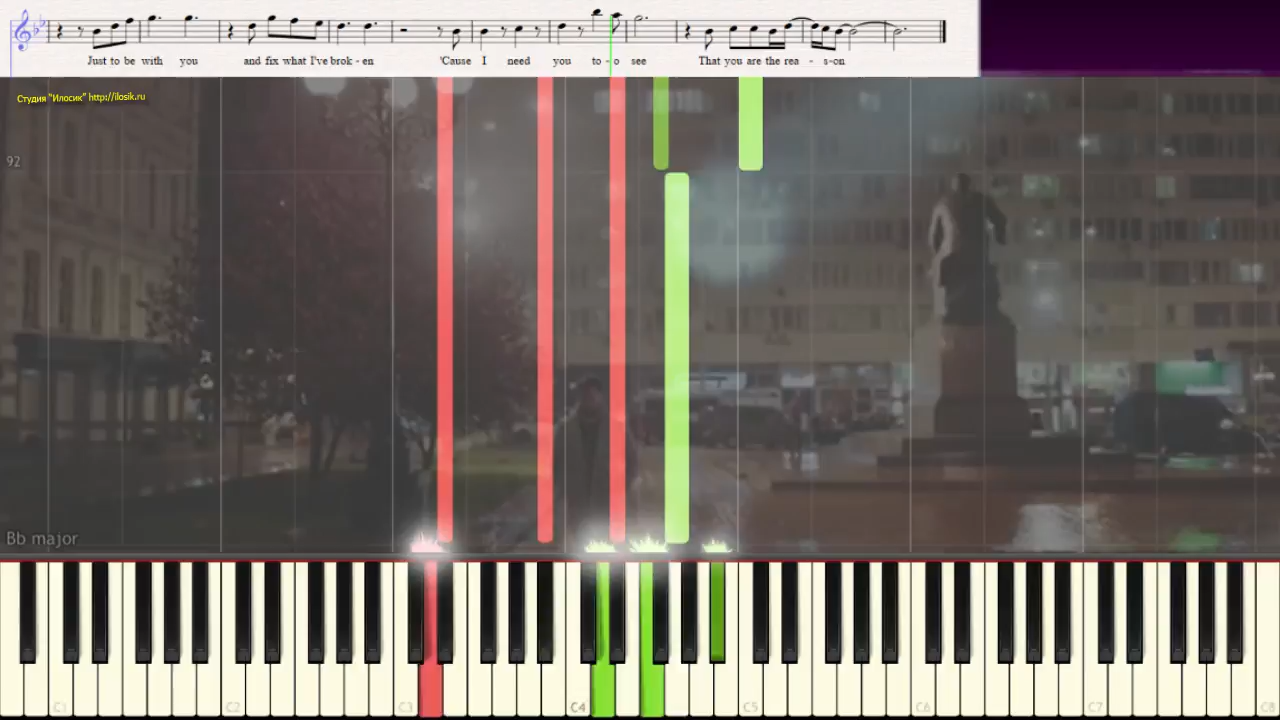 Just to be with you and fix what I've brok - en 'Cause I need you to - o see That you are the rea - s-on
Студия "Илосик" http://ilosik.ru
92
Bb major
C1 C2 C3 C4 C5 C6 C7 C8